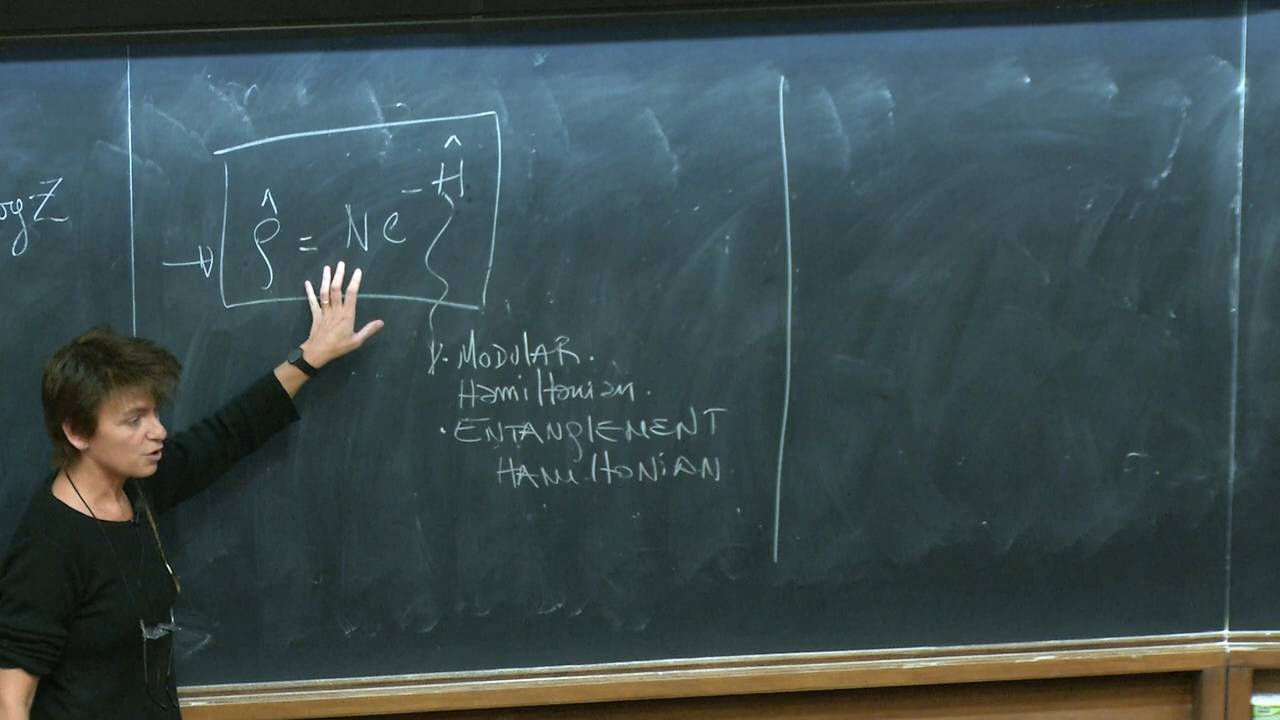 og Z
ρ̂ = N e^{-Ĥ}
· MODULAR.
Hamiltonian.
· ENTANGLEMENT
HAMILTONIAN